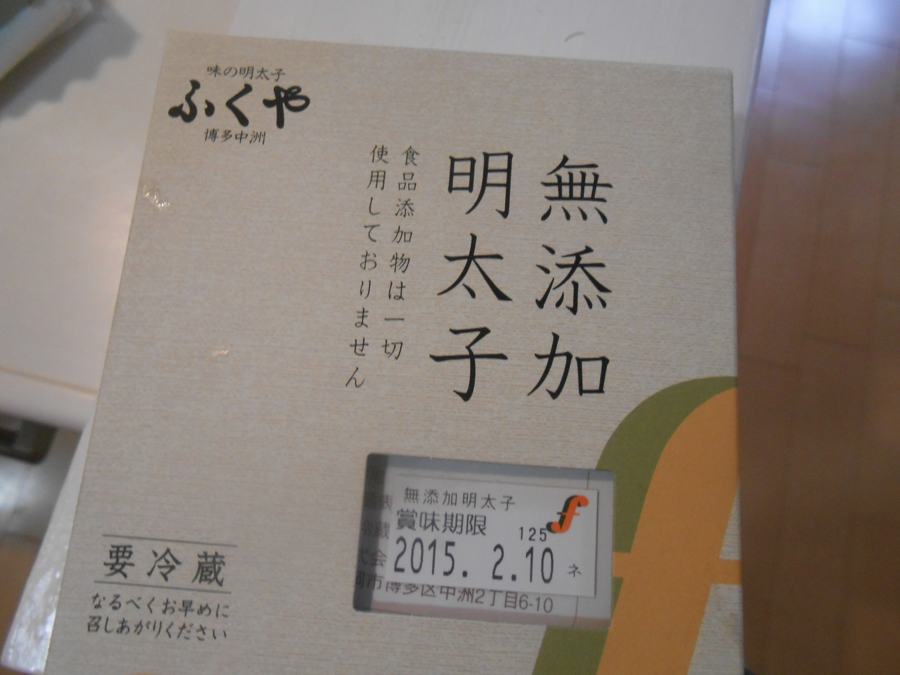 味の明太子
ふくや
博多中洲
無添加
明太子
食品添加物は一切
使用しておりません
無添加明太子
賞味期限
125
2015. 2.10 ネ
市博多区中洲2丁目6-10
要冷蔵
なるべくお早めに
召しあがりください